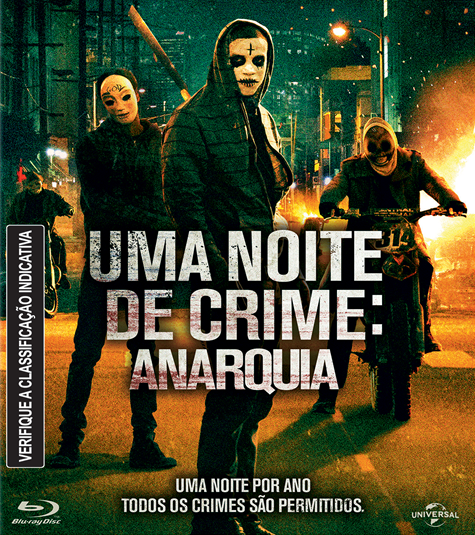 UMA NOITE
DE CRIME:
ANARQUIA
VERIFIQUE A CLASSIFICAÇÃO INDICATIVA
UMA NOITE POR ANO
TODOS OS CRIMES SÃO PERMITIDOS.
Blu-ray Disc
UNIVERSAL